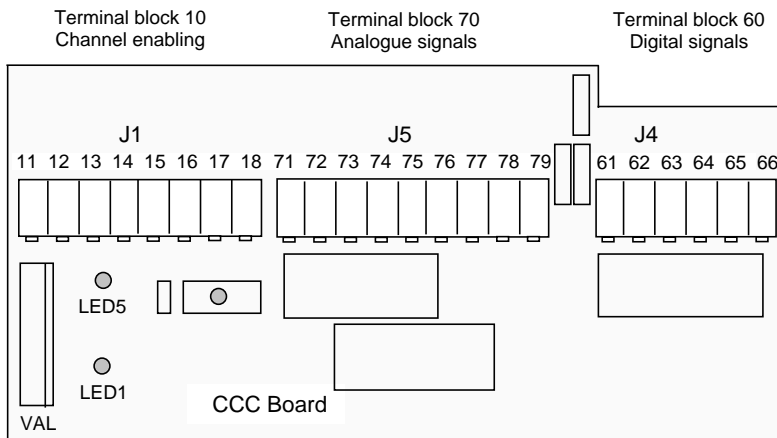 Terminal block 10
Channel enabling
Terminal block 70
Analogue signals
Terminal block 60
Digital signals
J1
J5
J4
11 12 13 14 15 16 17 18
71 72 73 74 75 76 77 78 79
61 62 63 64 65 66
LED5
LED1
CCC Board
VAL